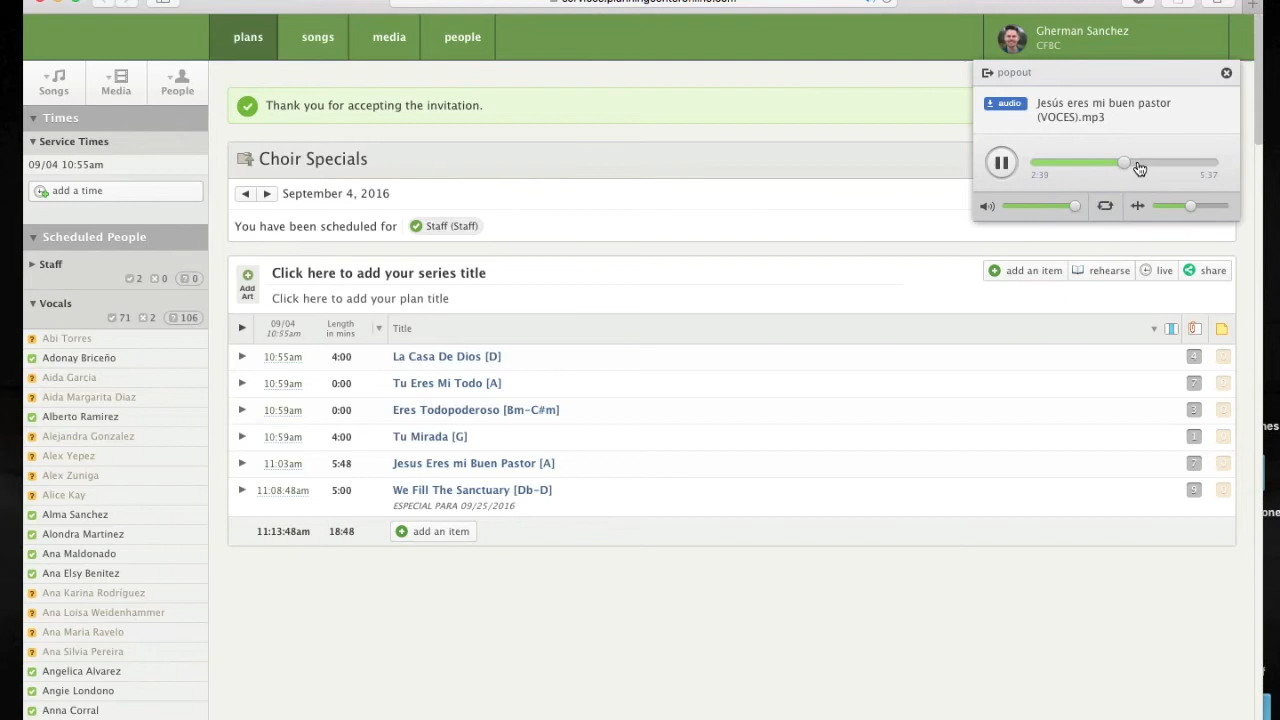 services.planningcenteronline.com
plans
songs
media
people
Gherman Sanchez
CFBC
Songs
Media
People
popout
audio
Jesús eres mi buen pastor
(VOCES).mp3
2:39
5:37
Thank you for accepting the invitation.
Times
Service Times
09/04 10:55am
add a time
Choir Specials
September 4, 2016
You have been scheduled for
Staff (Staff)
Scheduled People
Staff
2
0
0
Vocals
71
2
106
Abi Torres
Adonay Briceño
Aida Garcia
Aida Margarita Diaz
Alberto Ramirez
Alejandra Gonzalez
Alex Yepez
Alex Zuniga
Alice Kay
Alma Sanchez
Alondra Martinez
Ana Maldonado
Ana Elsy Benitez
Ana Karina Rodriguez
Ana Loisa Weidenhammer
Ana Maria Ravelo
Ana Silvia Pereira
Angelica Alvarez
Angie Londono
Anna Corral
Add
Art
Click here to add your series title
Click here to add your plan title
add an item
rehearse
live
share
09/04
10:55am
Length
in mins
Title
10:55am 4:00 La Casa De Dios [D] 4
10:59am 0:00 Tu Eres Mi Todo [A] 7
10:59am 0:00 Eres Todopoderoso [Bm-C#m] 3
10:59am 4:00 Tu Mirada [G] 1
11:03am 5:48 Jesus Eres mi Buen Pastor [A] 7
11:08:48am 5:00 We Fill The Sanctuary [Db-D] 9
ESPECIAL PARA 09/25/2016
11:13:48am 18:48 add an item